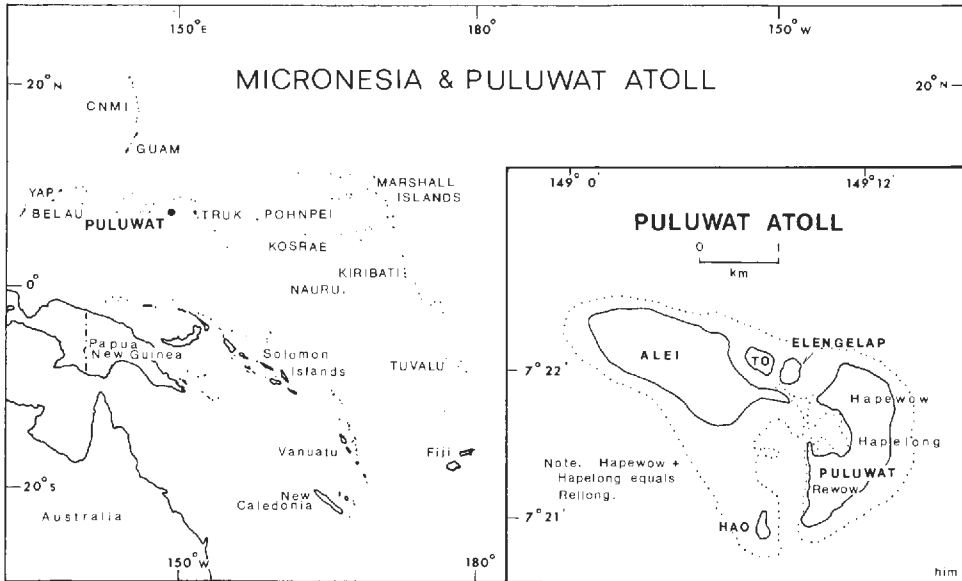 150°E
180°
150°W
20°N
MICRONESIA & PULUWAT ATOLL
20°N
CNMI
GUAM
YAP
BELAU
PULUWAT
TRUK
POHNPEI
MARSHALL
ISLANDS
KOSRAE
KIRIBATI
NAURU
0°
Papua
New Guinea
Solomon
Islands
TUVALU
Vanuatu
Fiji
20°S
New
Caledonia
Australia
150°W
180°
149° 0'
149° 12'
PULUWAT ATOLL
0 1
km
ALEI
TO
ELENGELAP
7° 22'
Hapewow
Hapelong
PULUWAT
Rewow
Note. Hapewow +
Hapelong equals
Rellong.
7° 21'
HAO
him